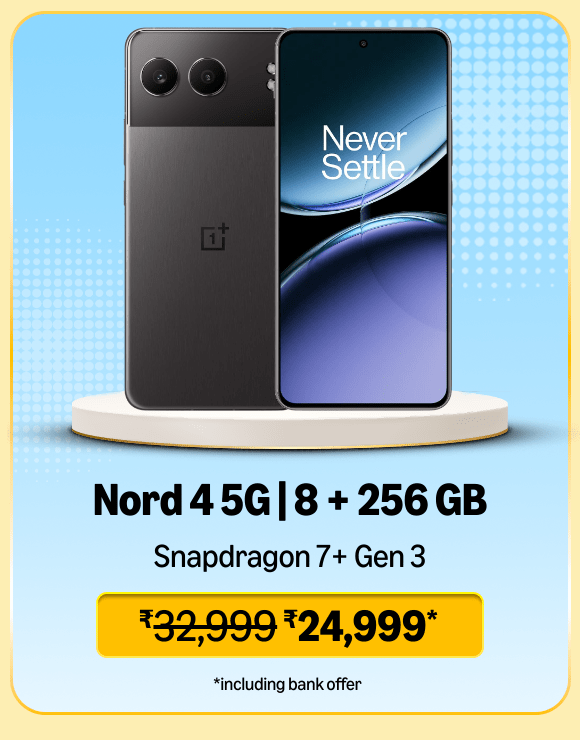 Never
Settle
Nord 4 5G | 8 + 256 GB
Snapdragon 7+ Gen 3
₹32,999 ₹24,999*
*including bank offer